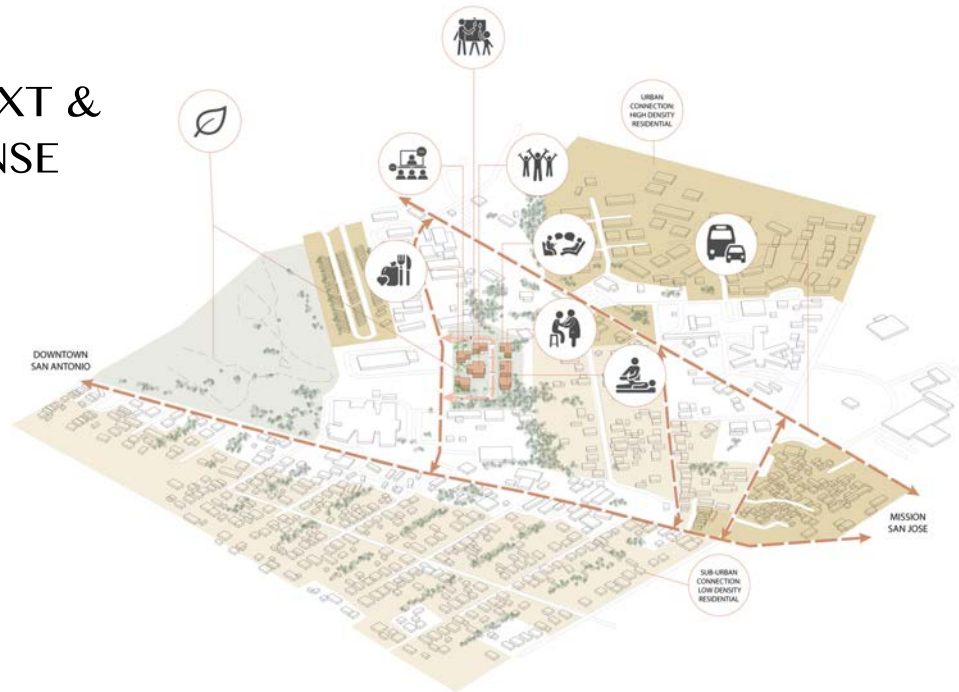 XT &
NSE
URBAN
CONNECTION:
HIGH DENSITY
RESIDENTIAL
DOWNTOWN
SAN ANTONIO
MISSION
SAN JOSE
SUB-URBAN
CONNECTION:
LOW DENSITY
RESIDENTIAL